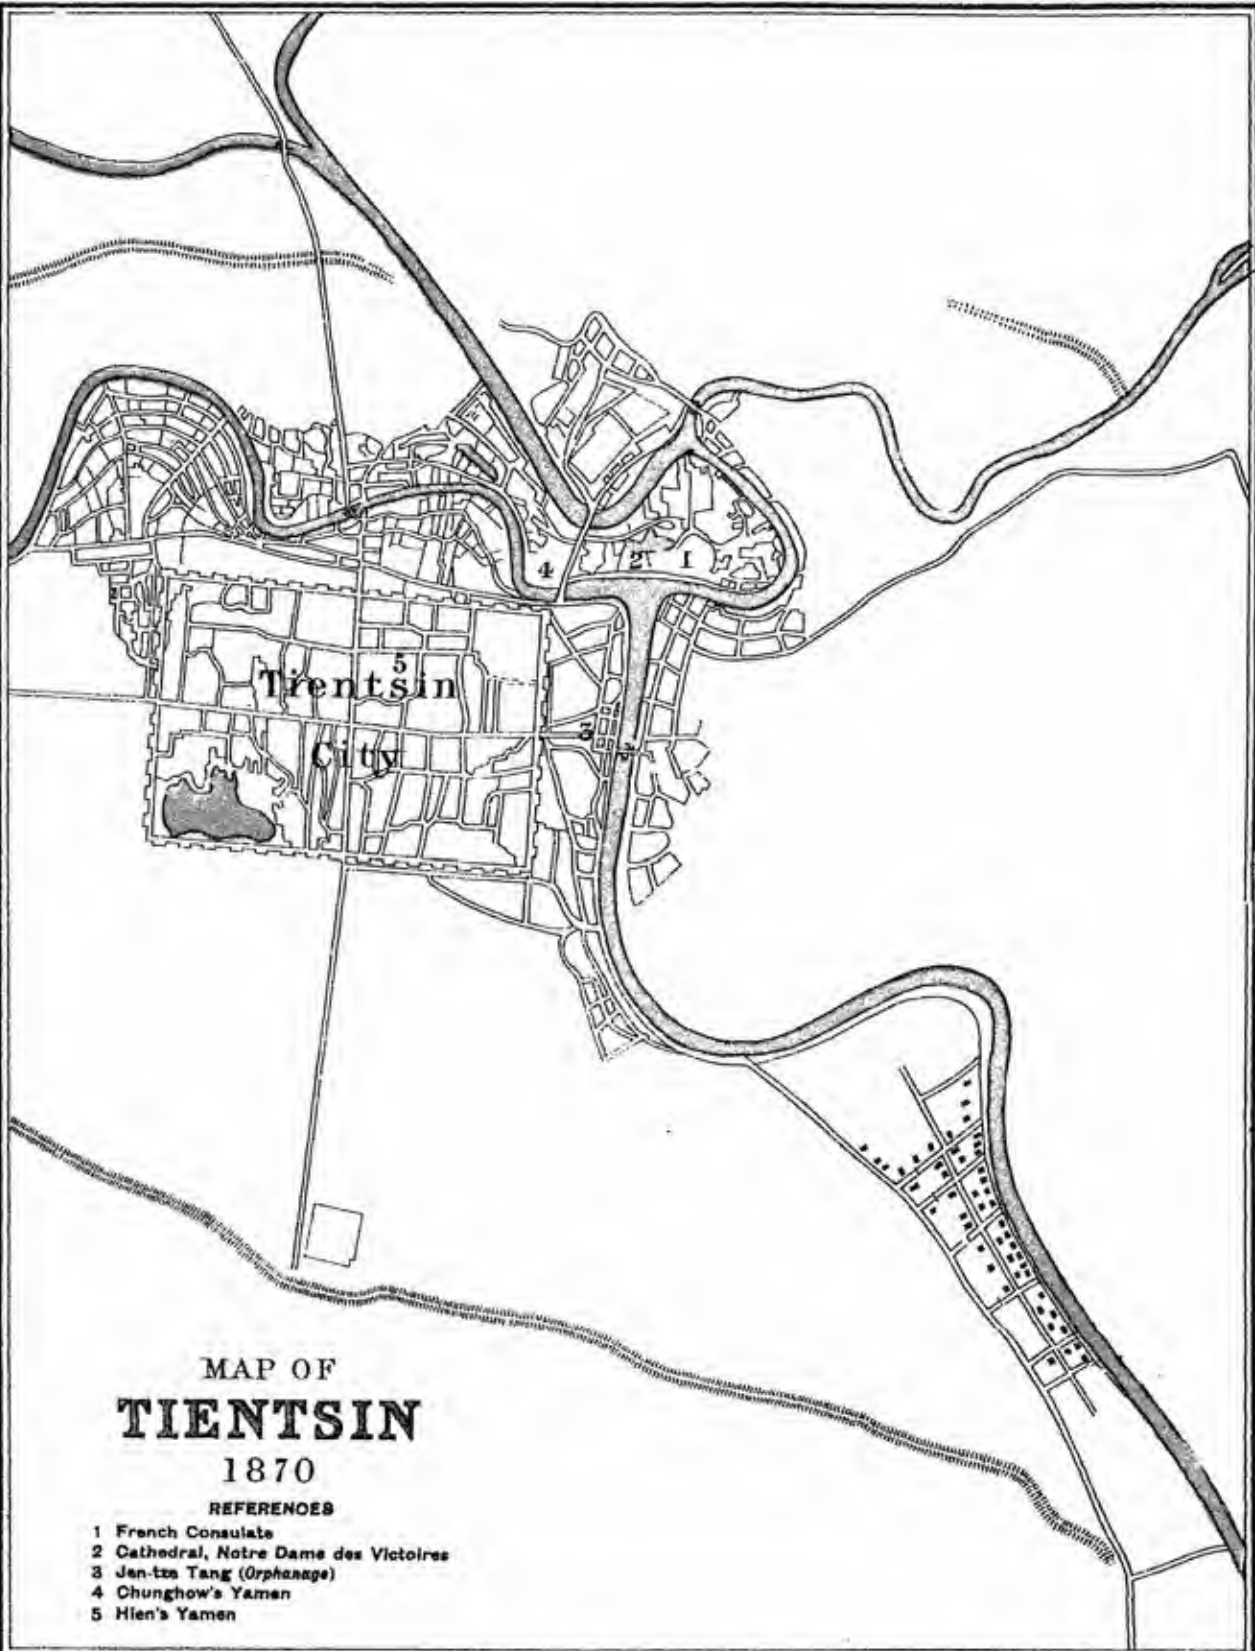 4
2
1
5
Tientsin
3
City
MAP OF
TIENTSIN
1870
REFERENCES
1 French Consulate
2 Cathedral, Notre Dame des Victoires
3 Jen-tze Tang (Orphanage)
4 Chunghow's Yamen
5 Hien's Yamen